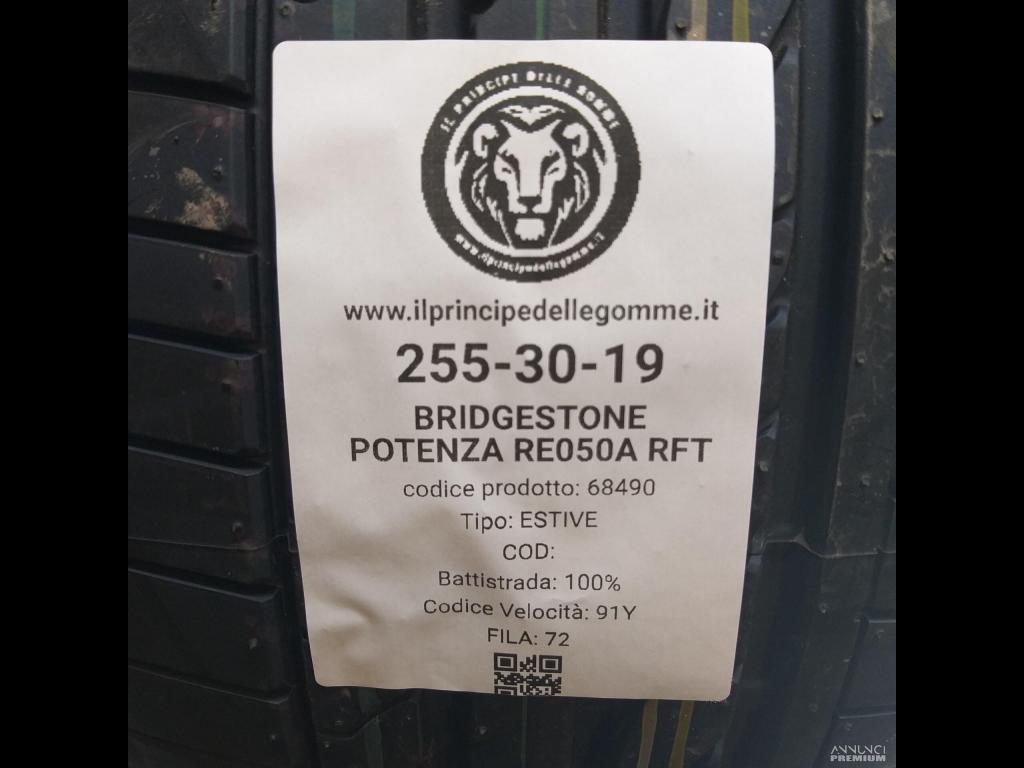 IL PRINCIPE DELLE GOMME
www.ilprincipedellegomme.it
www.ilprincipedellegomme.it
255-30-19
BRIDGESTONE
POTENZA RE050A RFT
codice prodotto: 68490
Tipo: ESTIVE
COD:
Battistrada: 100%
Codice Velocità: 91Y
FILA: 72
ANNUNCI
PREMIUM